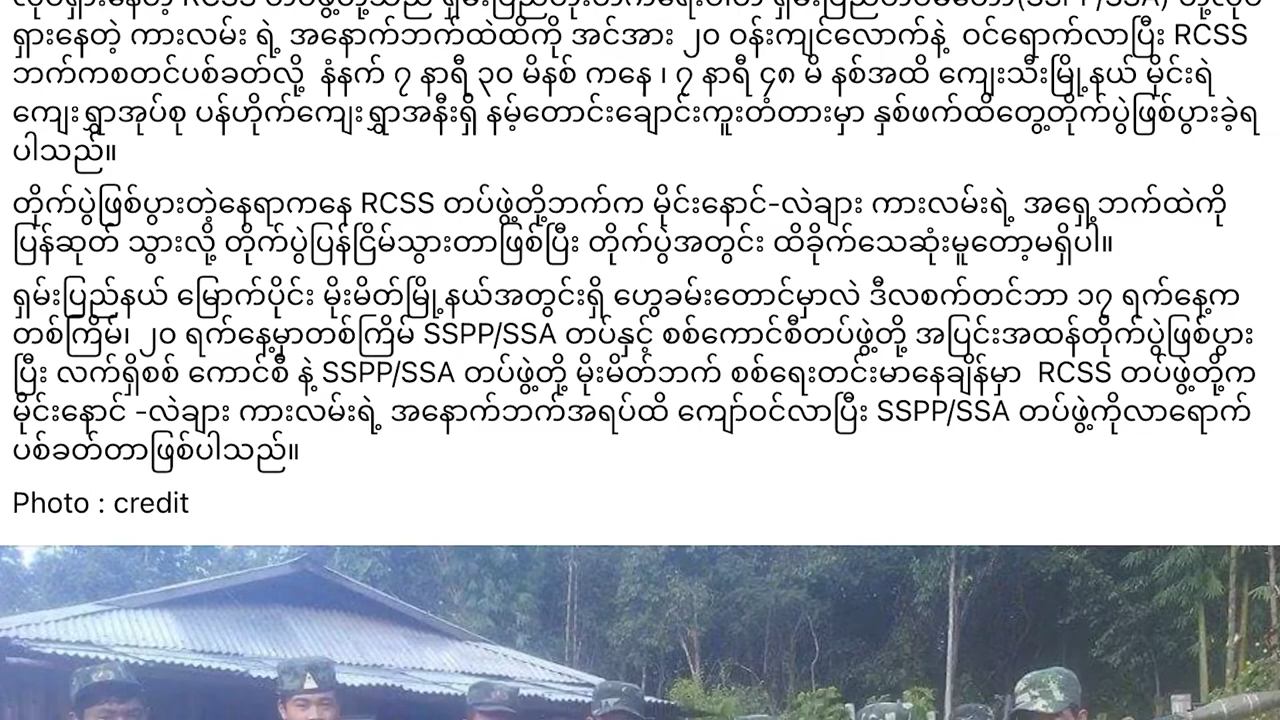 ရှားနေတဲ့ ကားလမ်း ရဲ့ အနောက်ဘက်ထဲထိကို အင်အား ၂၀ ဝန်းကျင်လောက်နဲ့ ဝင်ရောက်လာပြီး RCSS
ဘက်ကစတင်ပစ်ခတ်လို့ နံနက် ၇ နာရီ ၃၀ မိနစ် ကနေ ၊ ၇ နာရီ ၄၈ မိ နစ်အထိ ကျေးသီးမြို့နယ် မိုင်းရဲ
ကျေးရွာအုပ်စု ပန်ဟိုက်ကျေးရွာအနီးရှိ နမ့်တောင်းချောင်းကူးတံတားမှာ နှစ်ဖက်ထိတွေ့တိုက်ပွဲဖြစ်ပွားခဲ့ရ
ပါသည်။
တိုက်ပွဲဖြစ်ပွားတဲ့နေရာကနေ RCSS တပ်ဖွဲ့တို့ဘက်က မိုင်းနောင်-လဲချား ကားလမ်းရဲ့ အရှေ့ဘက်ထဲကို
ပြန်ဆုတ် သွားလို့ တိုက်ပွဲပြန်ငြိမ်သွားတာဖြစ်ပြီး တိုက်ပွဲအတွင်း ထိခိုက်သေဆုံးမှုတော့မရှိပါ။
ရှမ်းပြည်နယ် မြောက်ပိုင်း မိုးမိတ်မြို့နယ်အတွင်းရှိ ဟွေခမ်းတောင်မှာလဲ ဒီလစက်တင်ဘာ ၁၇ ရက်နေ့က
တစ်ကြိမ်၊ ၂၀ ရက်နေ့မှာတစ်ကြိမ် SSPP/SSA တပ်နှင့် စစ်ကောင်စီတပ်ဖွဲ့တို့ အပြင်းအထန်တိုက်ပွဲဖြစ်ပွား
ပြီး လက်ရှိစစ် ကောင်စီ နဲ့ SSPP/SSA တပ်ဖွဲ့တို့ မိုးမိတ်ဘက် စစ်ရေးတင်းမာနေချိန်မှာ RCSS တပ်ဖွဲ့တို့က
မိုင်းနောင် -လဲချား ကားလမ်းရဲ့ အနောက်ဘက်အရပ်ထိ ကျော်ဝင်လာပြီး SSPP/SSA တပ်ဖွဲ့ကိုလာရောက်
ပစ်ခတ်တာဖြစ်ပါသည်။
Photo : credit